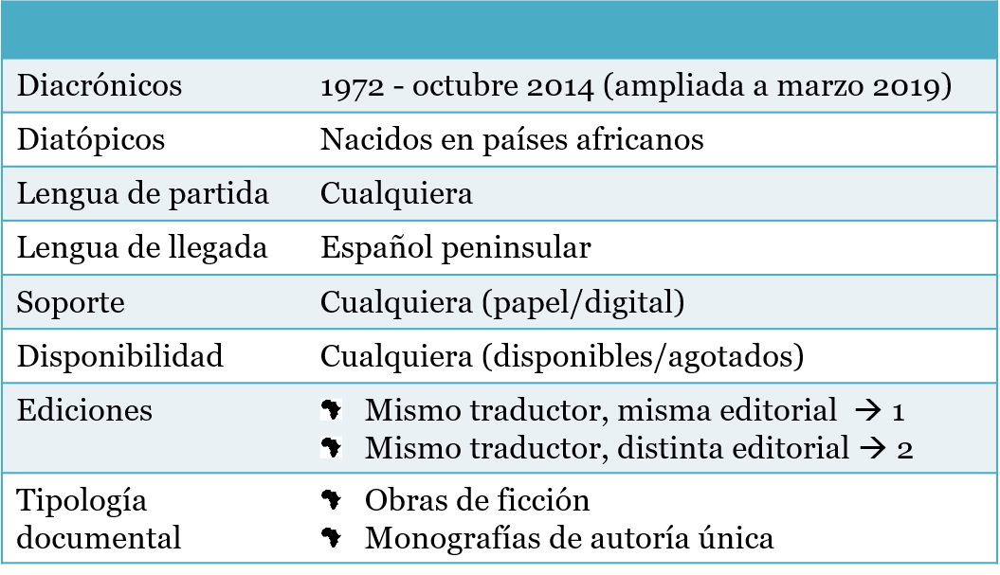 Diacrónicos 1972 - octubre 2014 (ampliada a marzo 2019)
Diatópicos Nacidos en países africanos
Lengua de partida Cualquiera
Lengua de llegada Español peninsular
Soporte Cualquiera (papel/digital)
Disponibilidad Cualquiera (disponibles/agotados)
Ediciones Mismo traductor, misma editorial → 1
Mismo traductor, distinta editorial → 2
Tipología Obras de ficción
documental Monografías de autoría única